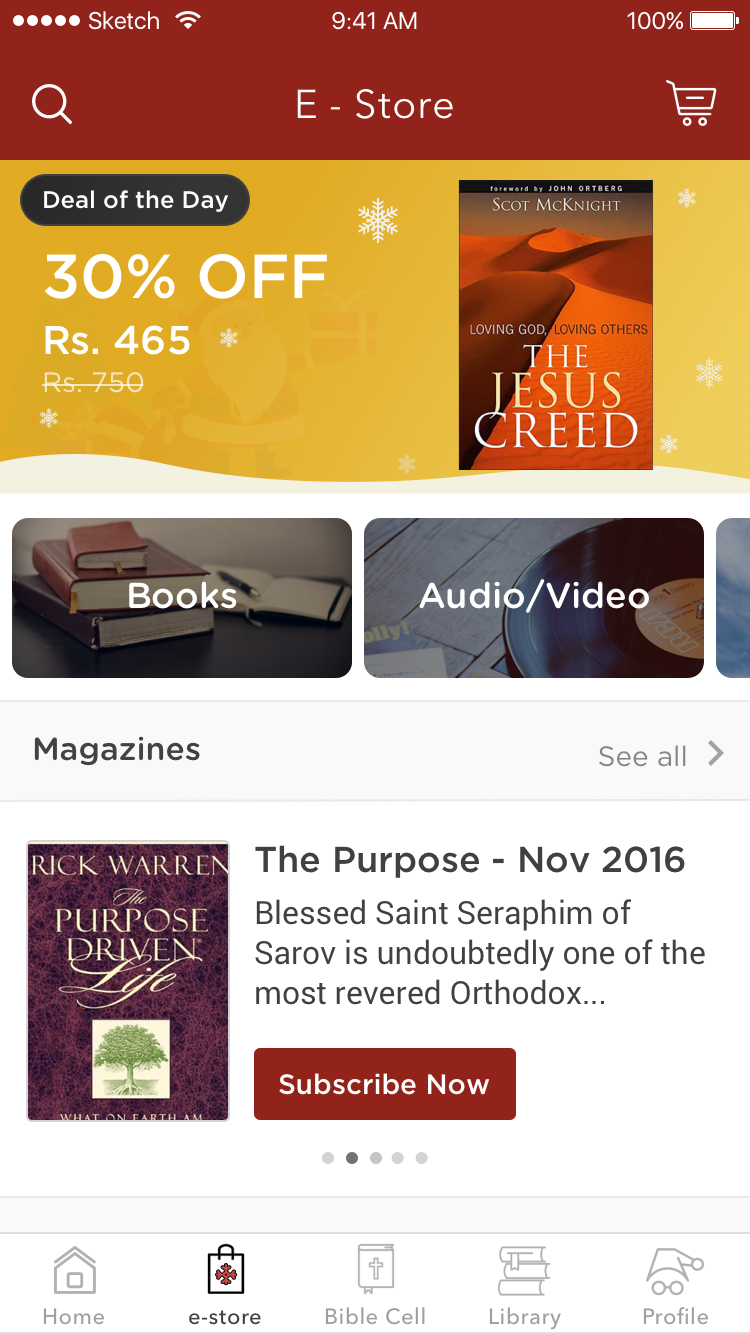 Sketch 9:41 AM 100%
E - Store
Deal of the Day
30% OFF
Rs. 465
Rs. 750
foreword by JOHN ORTBERG
SCOT McKNIGHT
LOVING GOD, LOVING OTHERS
THE
JESUS
CREED
Books
Audio/Video
Magazines
See all
RICK WARREN
The
PURPOSE
DRIVEN®
Life
WHAT ON EARTH AM
The Purpose - Nov 2016
Blessed Saint Seraphim of
Sarov is undoubtedly one of the
most revered Orthodox...
Subscribe Now
Home e-store Bible Cell Library Profile